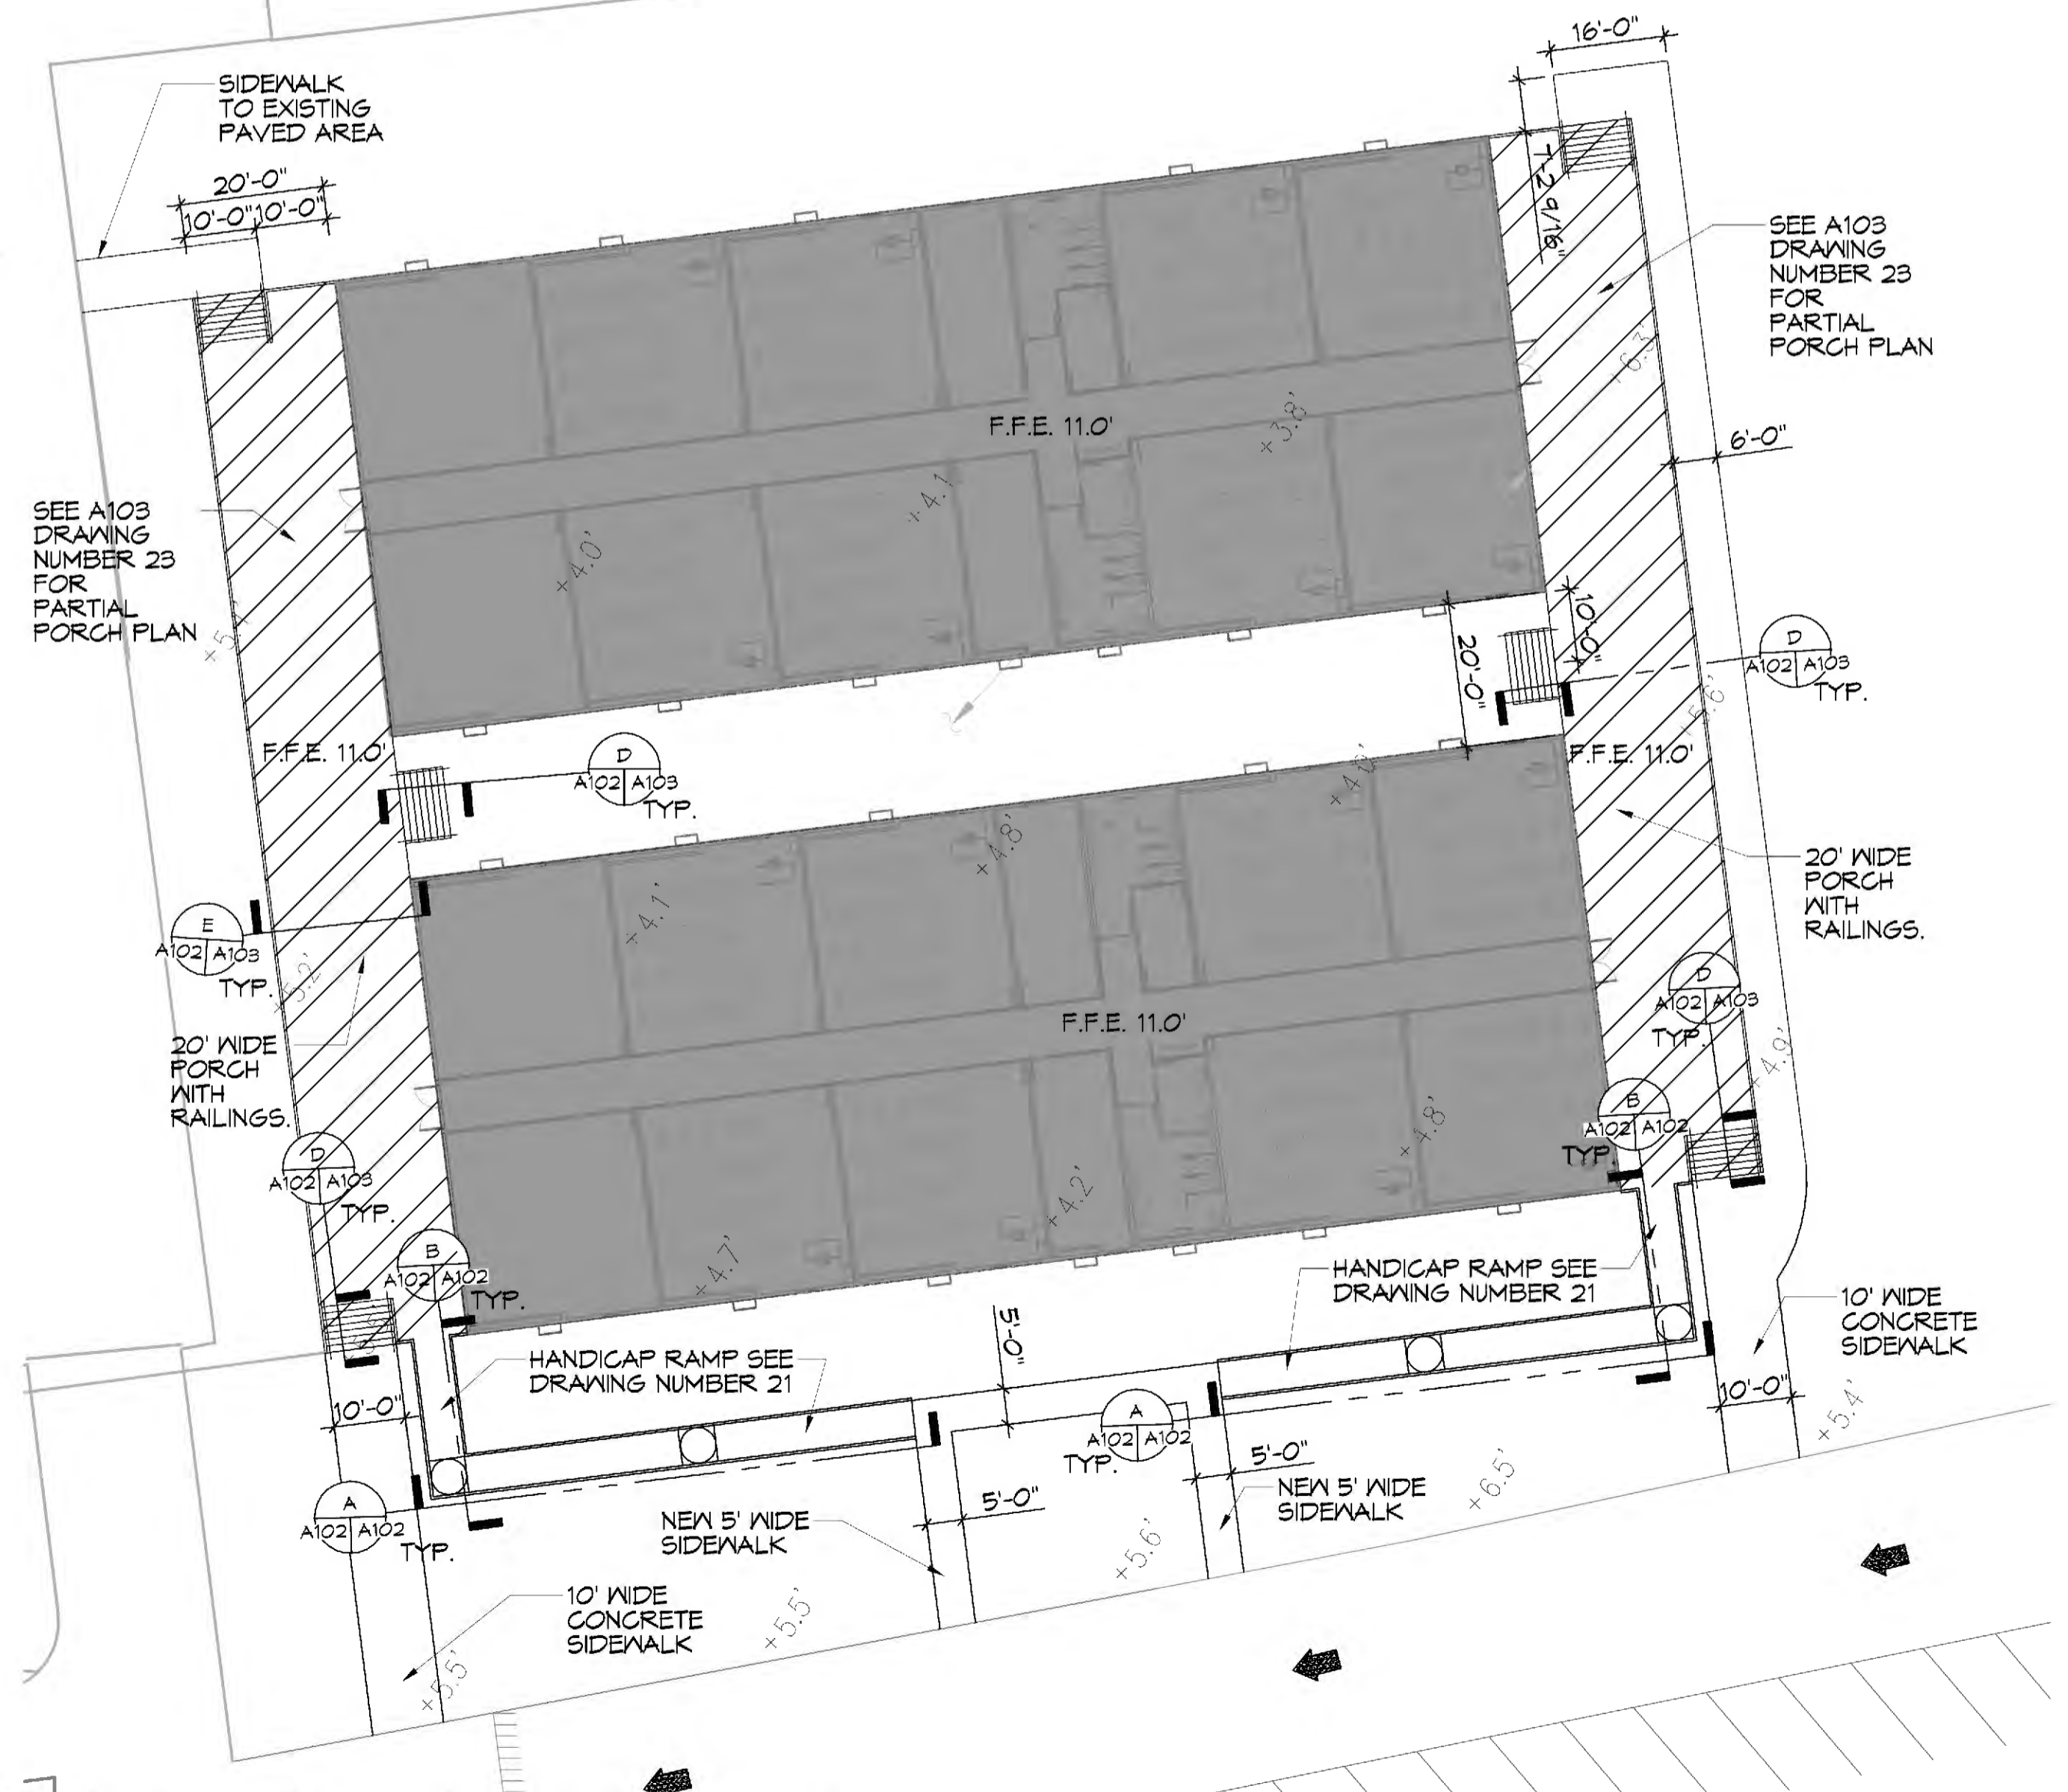 16'-0"
SIDEWALK
TO EXISTING
PAVED AREA
20'-0"
10'-0" 10'-0"
7'-2 9/16"
SEE A103
DRAWING
NUMBER 23
FOR
PARTIAL
PORCH PLAN
+6.3'
F.F.E. 11.0'
+3.8'
6'-0"
+4.1
SEE A103
DRAWING
NUMBER 23
FOR
PARTIAL
PORCH PLAN
+4.0'
10'-0"
20'-0"
D
A102 A103
TYP.
+5.6'
F.F.E. 11.0'
D
A102 A103
TYP.
F.F.E. 11.0'
+4.8'
20' WIDE
PORCH
WITH
RAILINGS.
+4.1'
E
A102 A103
TYP.
+5.2'
D
A102 A103
TYP.
F.F.E. 11.0'
20' WIDE
PORCH
WITH
RAILINGS.
+4.9'
B
A102 A102
TYP.
+4.8'
D
A102 A103
TYP.
+4.2'
B
A102 A102
TYP.
+4.7'
HANDICAP RAMP SEE
DRAWING NUMBER 21
10' WIDE
CONCRETE
SIDEWALK
5'-0"
HANDICAP RAMP SEE
DRAWING NUMBER 21
10'-0"
10'-0"
+5.4'
A
A102 A102
TYP.
5'-0"
NEW 5' WIDE
SIDEWALK
+6.5'
5'-0"
A
A102 A102
TYP.
NEW 5' WIDE
SIDEWALK
+5.6'
10' WIDE
CONCRETE
SIDEWALK
+5.5'
+5.5'